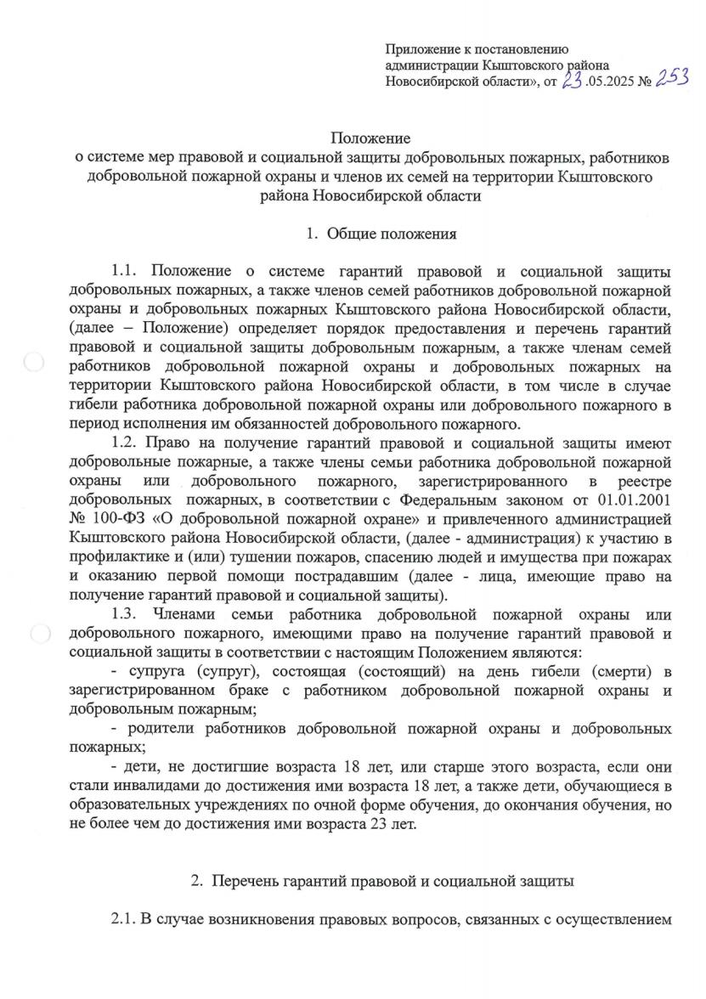 Приложение к постановлению
администрации Кыштовского района
Новосибирской области», от 23 .05.2025 № 253
Положение
о системе мер правовой и социальной защиты добровольных пожарных, работников
добровольной пожарной охраны и членов их семей на территории Кыштовского
района Новосибирской области
1. Общие положения
1.1. Положение о системе гарантий правовой и социальной защиты
добровольных пожарных, а также членов семей работников добровольной пожарной
охраны и добровольных пожарных Кыштовского района Новосибирской области,
(далее – Положение) определяет порядок предоставления и перечень гарантий
правовой и социальной защиты добровольным пожарным, а также членам семей
работников добровольной пожарной охраны и добровольных пожарных на
территории Кыштовского района Новосибирской области, в том числе в случае
гибели работника добровольной пожарной охраны или добровольного пожарного в
период исполнения им обязанностей добровольного пожарного.
1.2. Право на получение гарантий правовой и социальной защиты имеют
добровольные пожарные, а также члены семьи работника добровольной пожарной
охраны или добровольного пожарного, зарегистрированного в реестре
добровольных пожарных, в соответствии с Федеральным законом от 01.01.2001
№ 100-ФЗ «О добровольной пожарной охране» и привлеченного администрацией
Кыштовского района Новосибирской области, (далее - администрация) к участию в
профилактике и (или) тушении пожаров, спасению людей и имущества при пожарах
и оказанию первой помощи пострадавшим (далее - лица, имеющие право на
получение гарантий правовой и социальной защиты).
1.3. Членами семьи работника добровольной пожарной охраны или
добровольного пожарного, имеющими право на получение гарантий правовой и
социальной защиты в соответствии с настоящим Положением являются:
- супруга (супруг), состоящая (состоящий) на день гибели (смерти) в
зарегистрированном браке с работником добровольной пожарной охраны и
добровольным пожарным;
- родители работников добровольной пожарной охраны и добровольных
пожарных;
- дети, не достигшие возраста 18 лет, или старше этого возраста, если они
стали инвалидами до достижения ими возраста 18 лет, а также дети, обучающиеся в
образовательных учреждениях по очной форме обучения, до окончания обучения, но
не более чем до достижения ими возраста 23 лет.
2. Перечень гарантий правовой и социальной защиты
2.1. В случае возникновения правовых вопросов, связанных с осуществлением